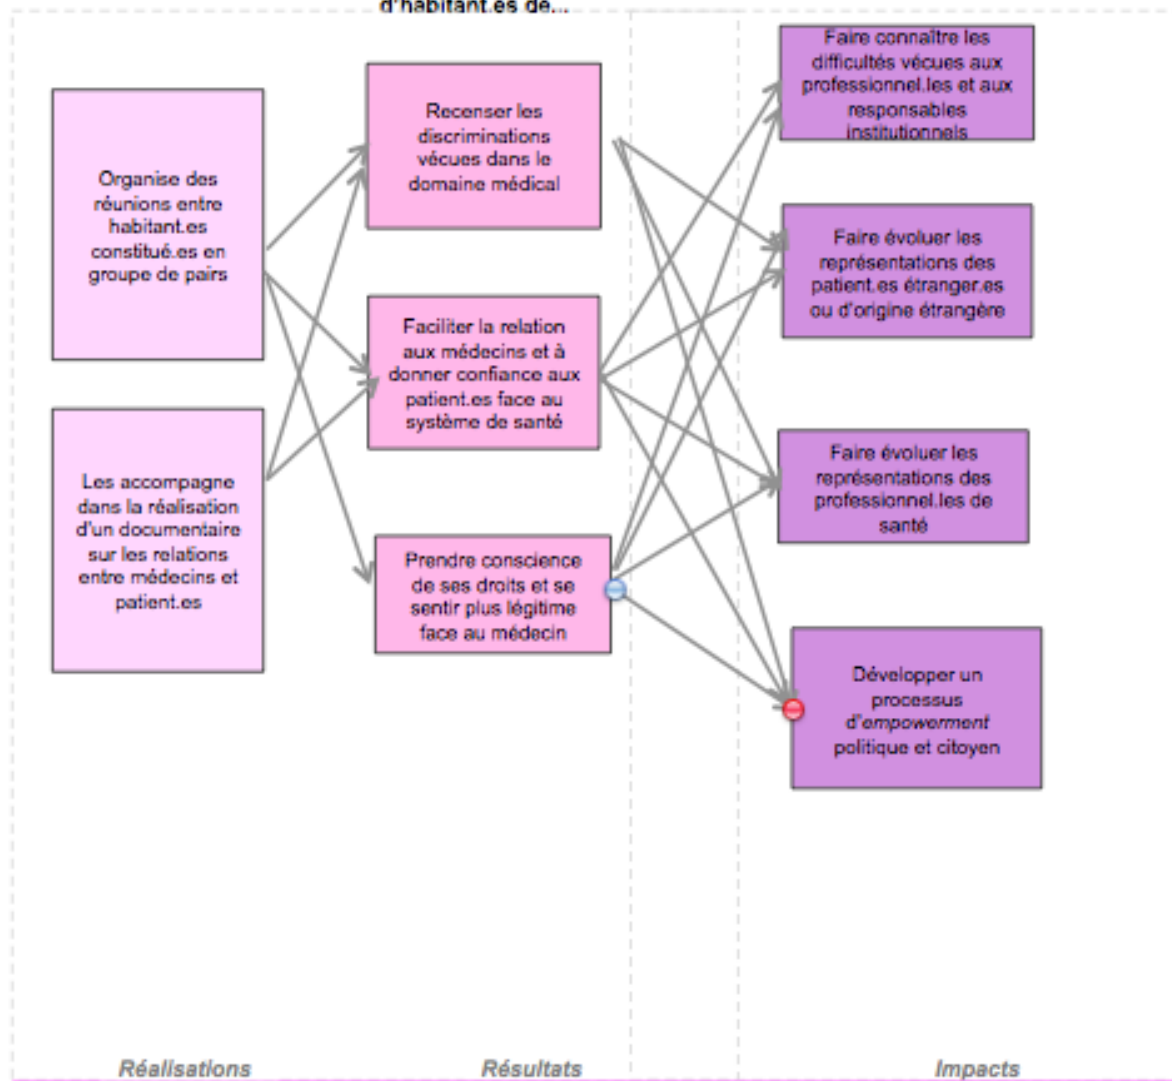 d'habitant.es de...
Organise des
réunions entre
habitant.es
constitué.es en
groupe de pairs
Les accompagne
dans la réalisation
d'un documentaire
sur les relations
entre médecins et
patient.es
Recenser les
discriminations
vécues dans le
domaine médical
Faciliter la relation
aux médecins et à
donner confiance aux
patient.es face au
système de santé
Prendre conscience
de ses droits et se
sentir plus légitime
face au médecin
Faire connaître les
difficultés vécues aux
professionnel.les et aux
responsables
institutionnels
Faire évoluer les
représentations des
patient.es étranger.es
ou d'origine étrangère
Faire évoluer les
représentations des
professionnel.les de
santé
Développer un
processus
d'empowerment
politique et citoyen
Réalisations
Résultats
Impacts